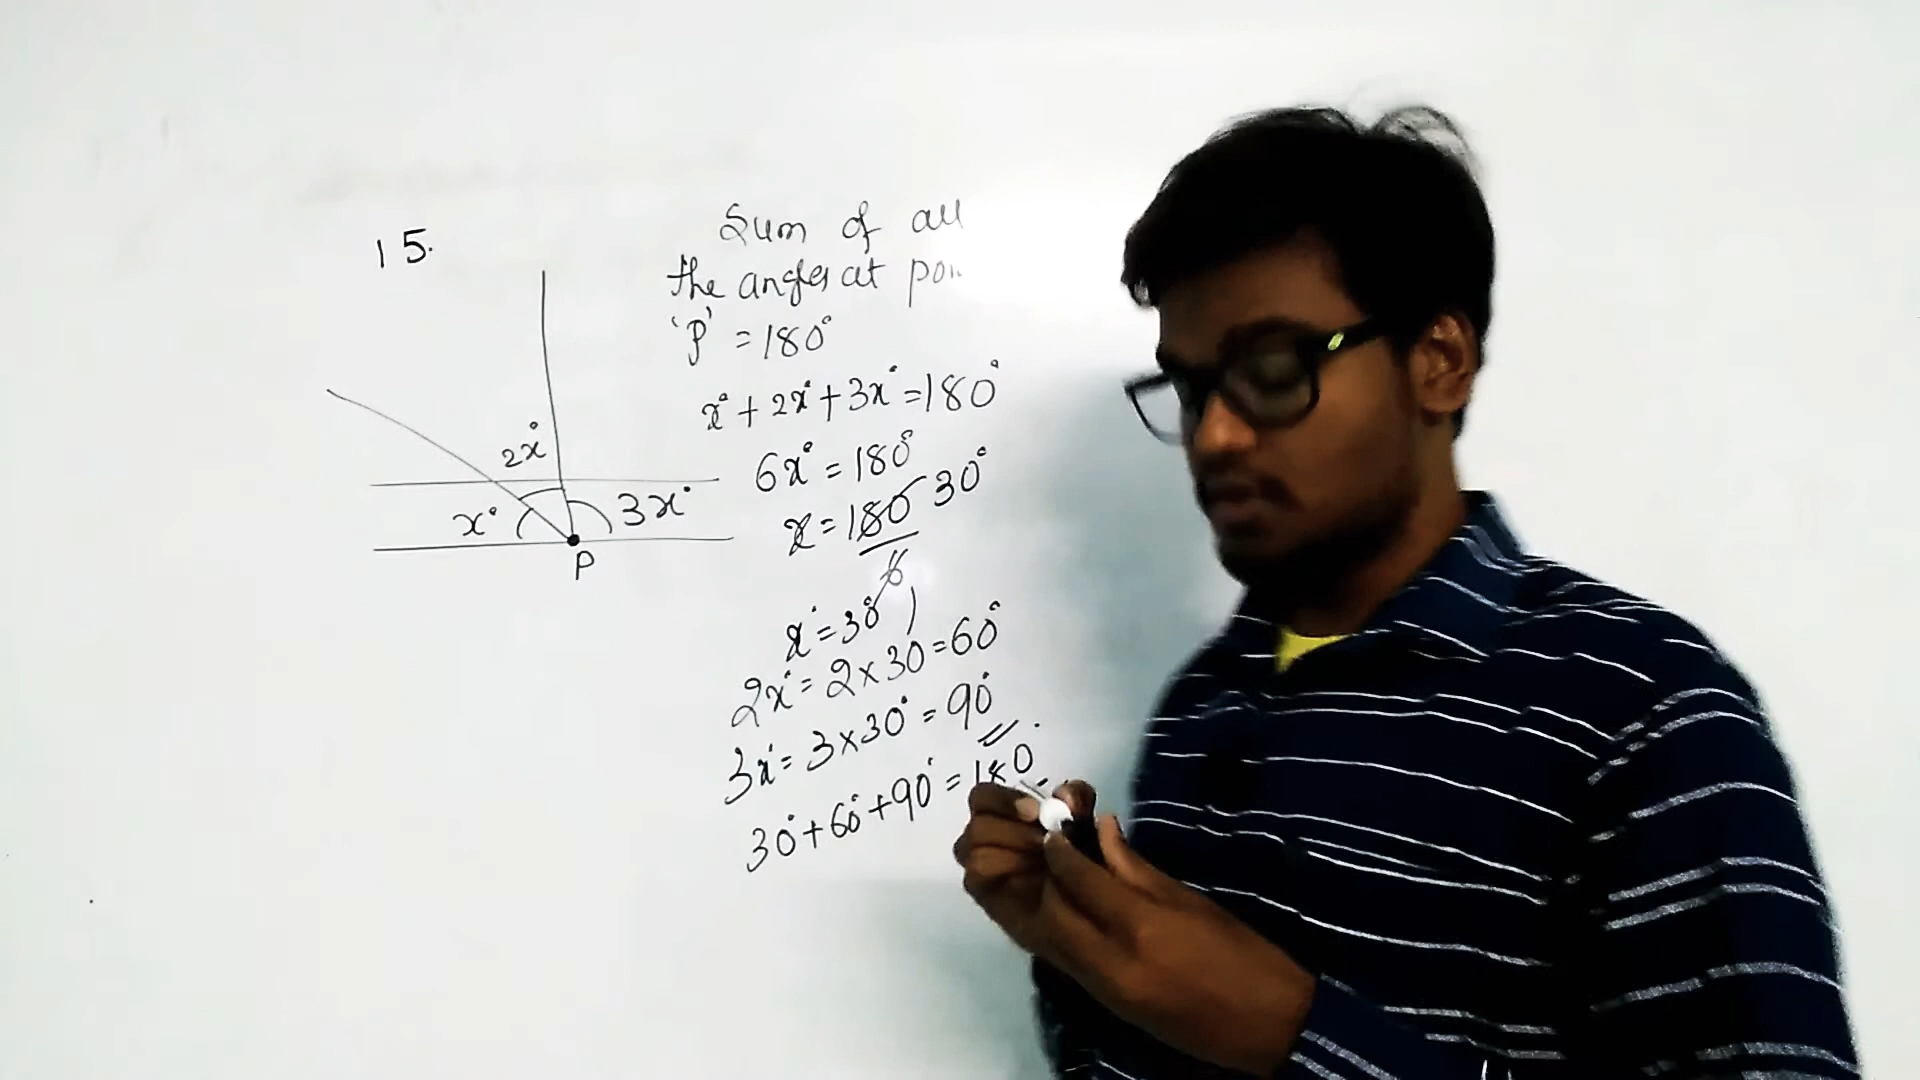 15.
2x°
x°
3x°
P
Sum of all
the angles at
'P' = 180°
x° + 2x° + 3x° = 180°
6x° = 180°
x = 180 30°
6
1
x° = 30°
2x° = 2 × 30 = 60°
3x° = 3 × 30° = 90°
30° + 60° + 90° = 180